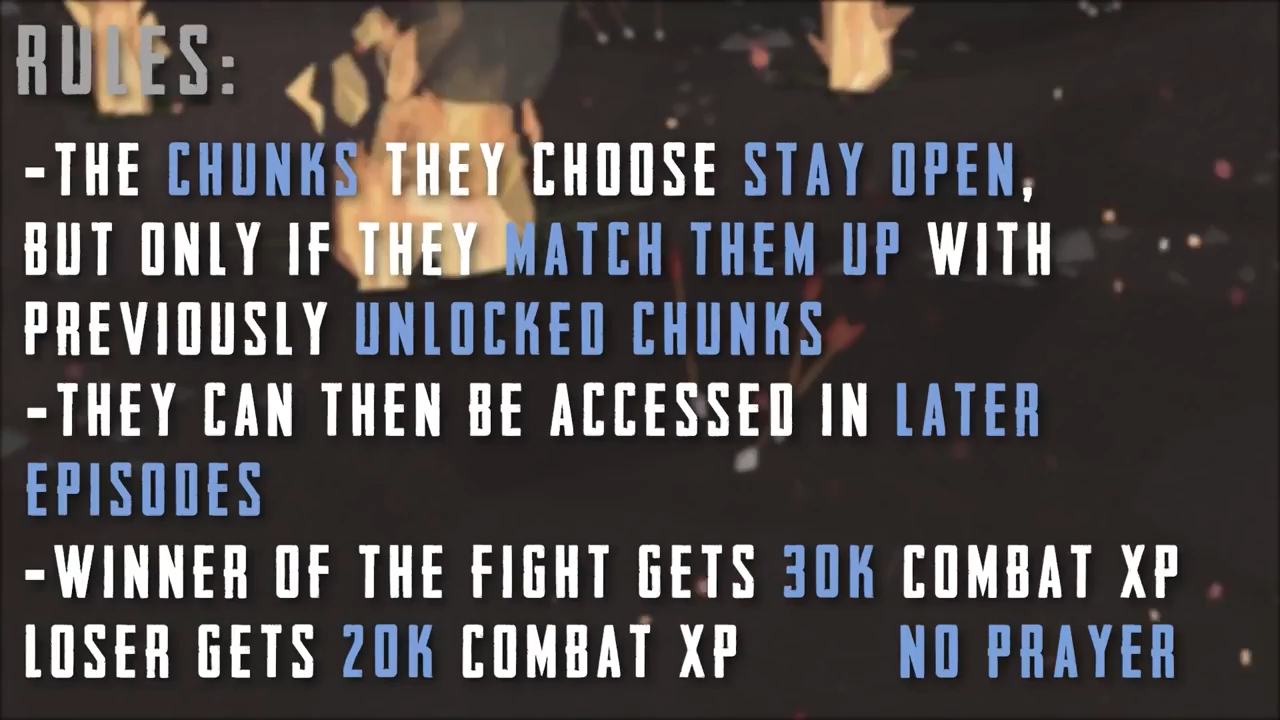 RULES:
-THE CHUNKS THEY CHOOSE STAY OPEN,
BUT ONLY IF THEY MATCH THEM UP WITH
PREVIOUSLY UNLOCKED CHUNKS
-THEY CAN THEN BE ACCESSED IN LATER
EPISODES
-WINNER OF THE FIGHT GETS 30K COMBAT XP
LOSER GETS 20K COMBAT XP NO PRAYER